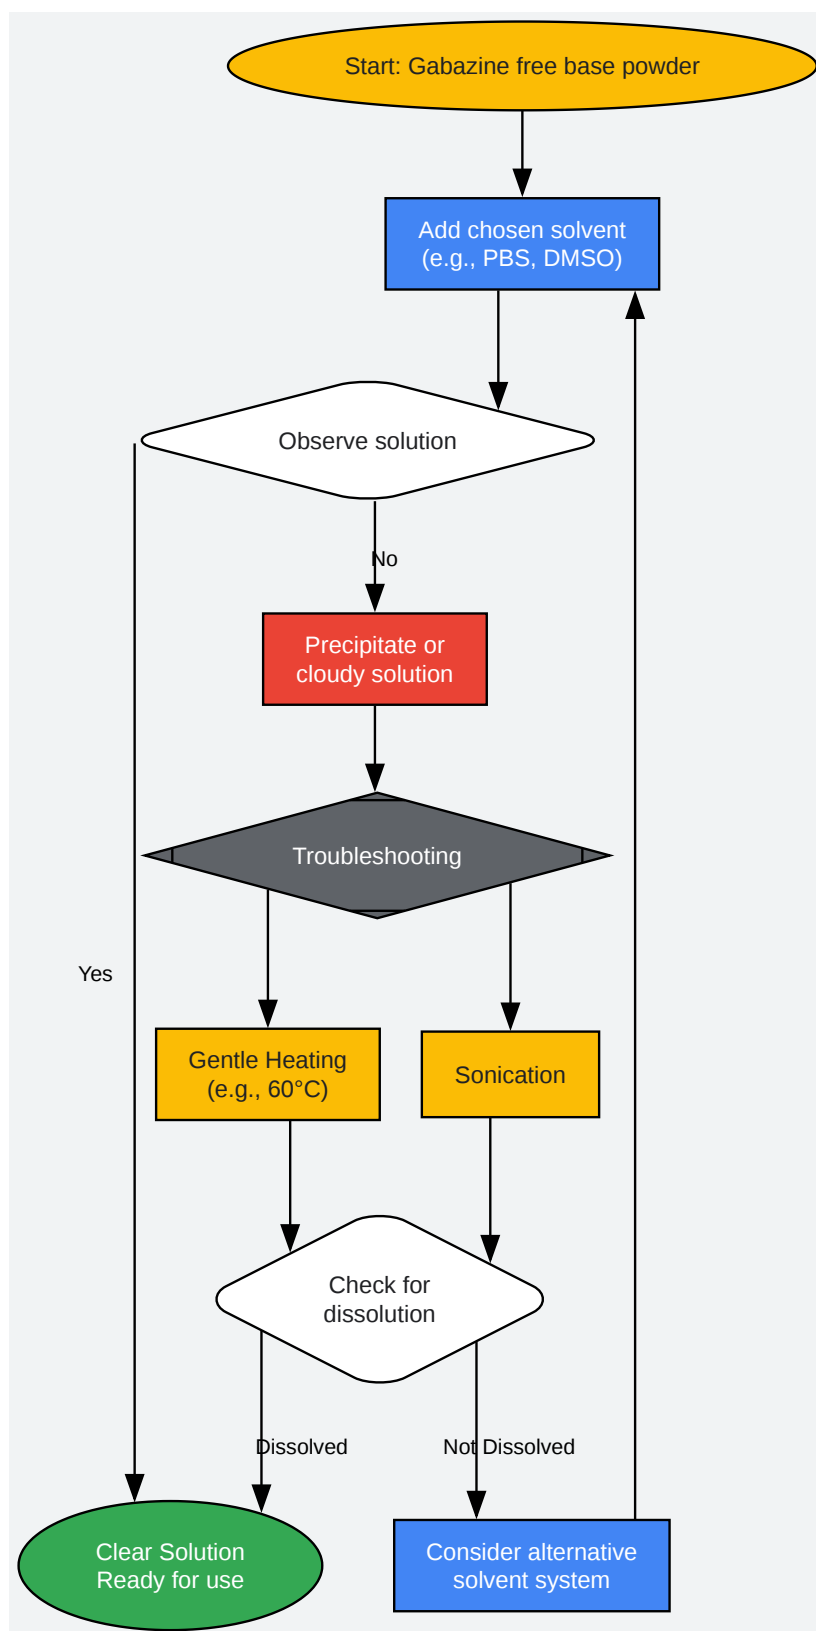 Start: Gabazine free base powder
Add chosen solvent
(e.g., PBS, DMSO)
Observe solution
No
Precipitate or
cloudy solution
Troubleshooting
Yes
Gentle Heating
(e.g., 60°C)
Sonication
Check for
dissolution
Dissolved
Not Dissolved
Clear Solution
Ready for use
Consider alternative
solvent system